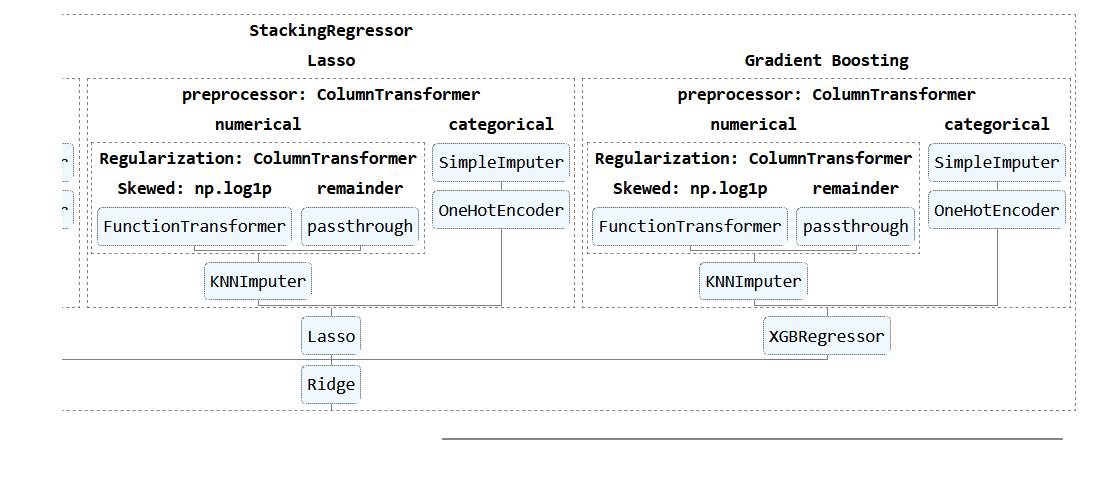 StackingRegressor
Lasso Gradient Boosting
preprocessor: ColumnTransformer preprocessor: ColumnTransformer
numerical categorical numerical categorical
Regularization: ColumnTransformer SimpleImputer Regularization: ColumnTransformer SimpleImputer
Skewed: np.log1p remainder Skewed: np.log1p remainder
OneHotEncoder OneHotEncoder
FunctionTransformer passthrough FunctionTransformer passthrough
KNNImputer KNNImputer
Lasso XGBRegressor
Ridge